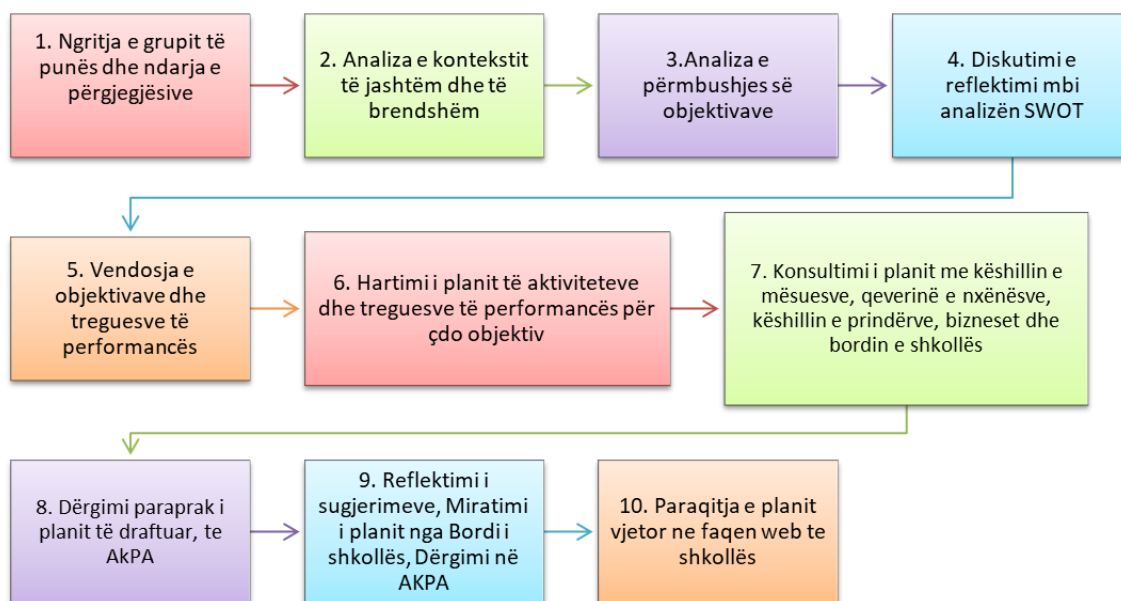 1. Ngritja e grupit të
punës dhe ndarja e
përgjegjësive
2. Analiza e kontekstit
të jashtëm dhe të
brendshëm
3.Analiza e
përmbushjes së
objektivave
4. Diskutimi e
reflektimi mbi
analizën SWOT
5. Vendosja e
objektivave dhe
treguesve të
performancës
6. Hartimi i planit të aktiviteteve
dhe treguesve të performancës për
çdo objektiv
7. Konsultimi i planit me këshillin e
mësuesve, qeverinë e nxënësve,
këshillin e prindërve, bizneset dhe
bordin e shkollës
8. Dërgimi paraprak i
planit të draftuar, te
AkPA
9. Reflektimi i
sugjerimeve, Miratimi
i planit nga Bordi i
shkollës, Dërgimi në
AKPA
10. Paraqitja e planit
vjetor ne faqen web te
shkollës